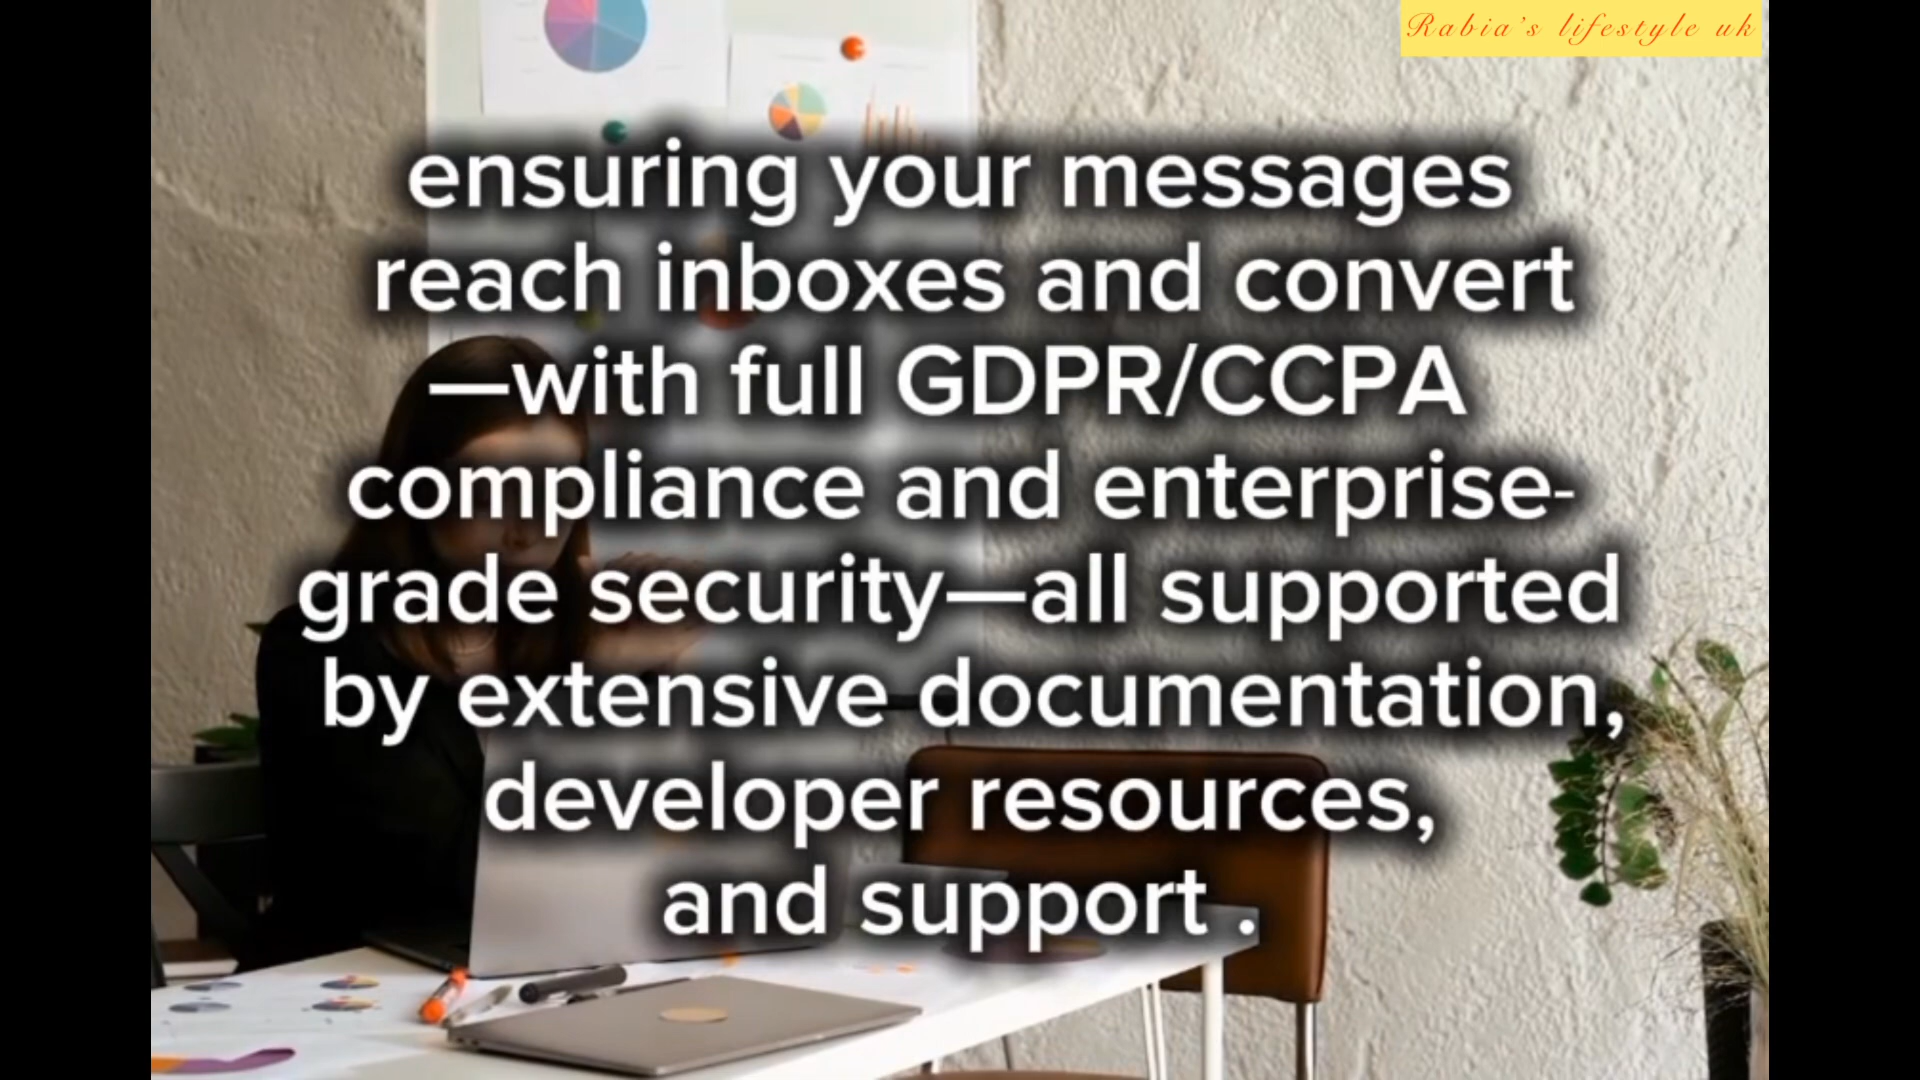 Rabia's lifestyle uk
ensuring your messages
reach inboxes and convert
—with full GDPR/CCPA
compliance and enterprise-
grade security—all supported
by extensive documentation,
developer resources,
and support .